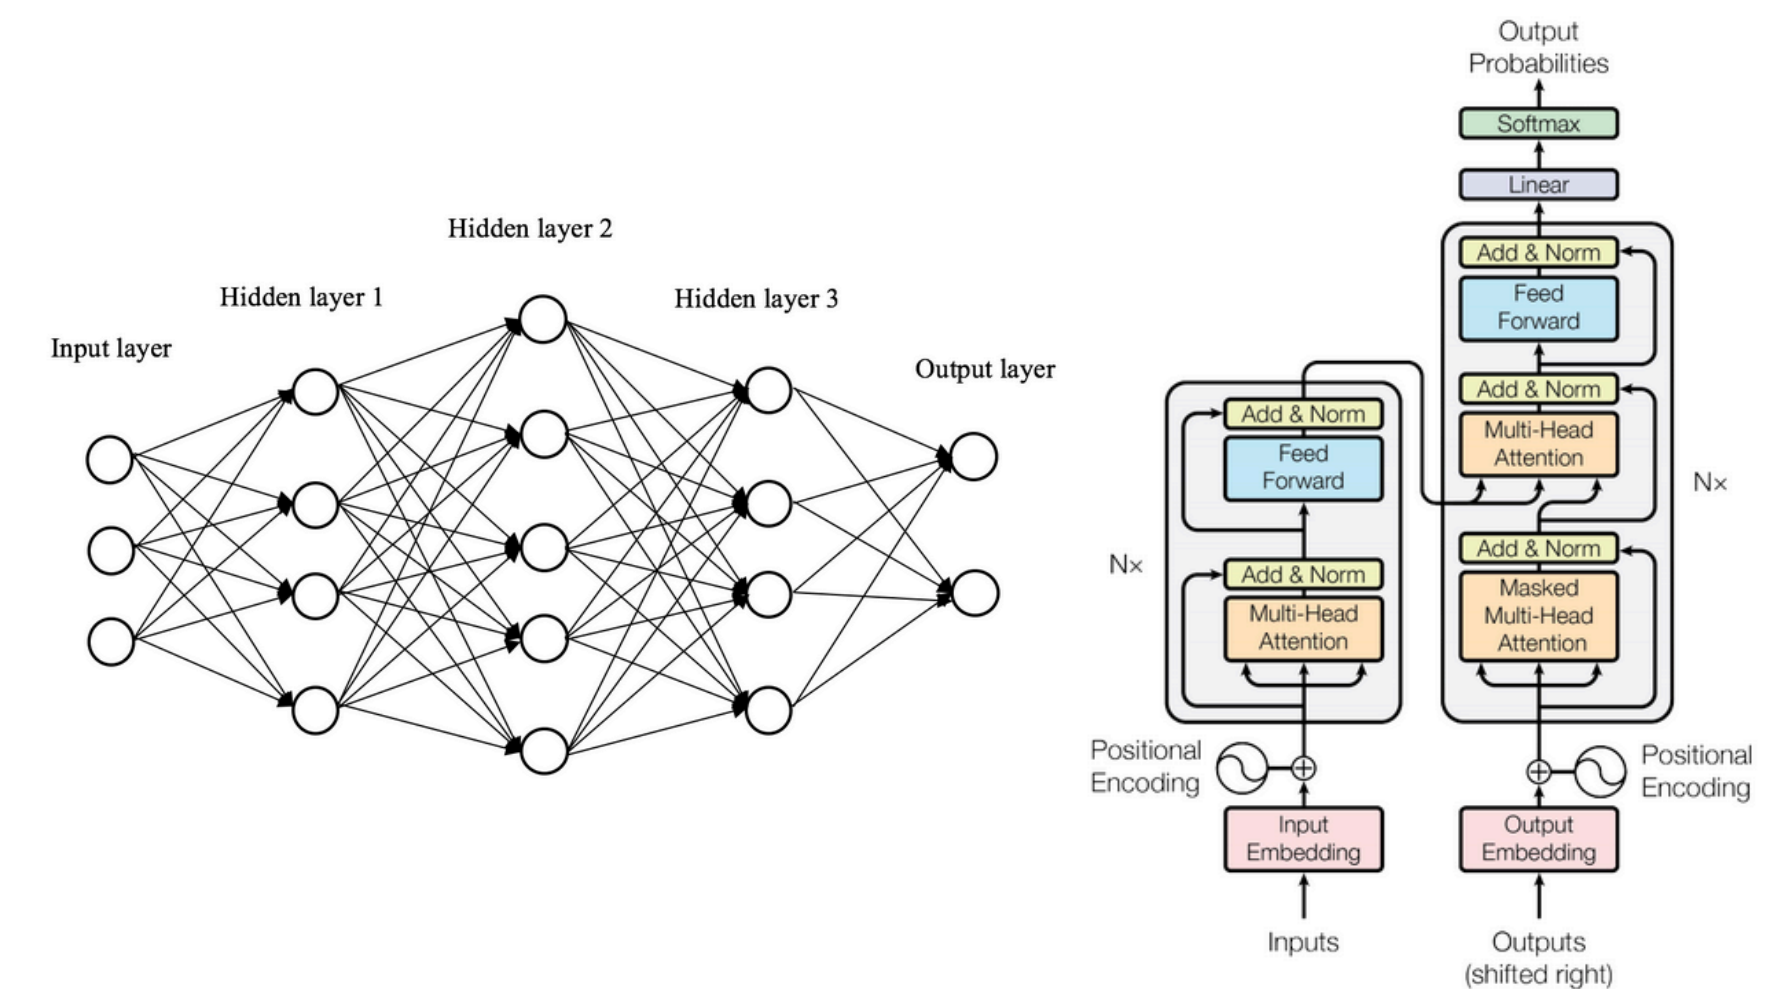 Input layer
Hidden layer 1
Hidden layer 2
Hidden layer 3
Output layer
Output
Probabilities
Softmax
Linear
Add & Norm
Feed
Forward
Add & Norm
Multi-Head
Attention
Add & Norm
Masked
Multi-Head
Attention
N×
Add & Norm
Feed
Forward
Add & Norm
Multi-Head
Attention
N×
Positional
Encoding
Input
Embedding
Inputs
Positional
Encoding
Output
Embedding
Outputs
(shifted right)